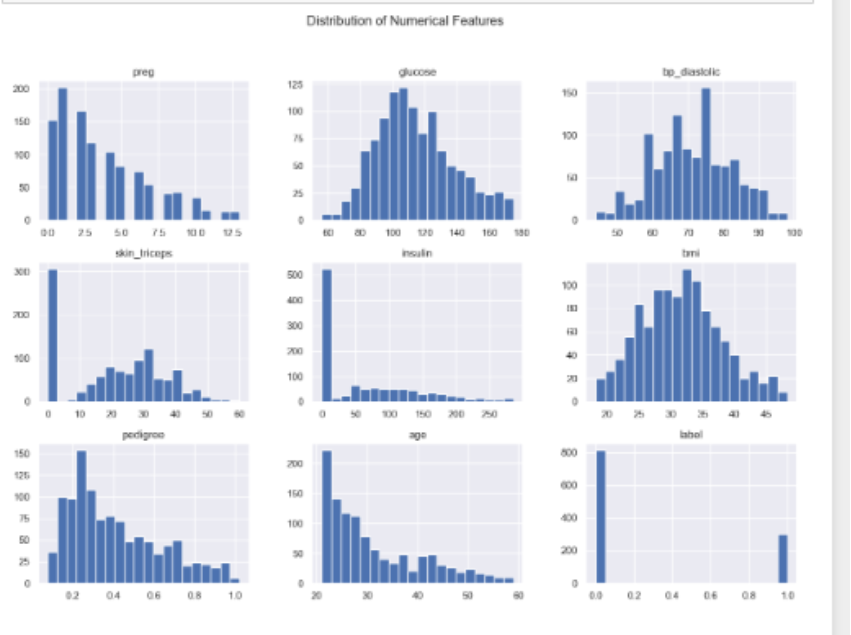 Distribution of Numerical Features
preg
glucose
bp_diastolic
200
150
100
50
0
125
100
75
50
25
0
150
100
50
0
0.0 2.5 5.0 7.5 10.0 12.5
60 80 100 120 140 160 180
50 60 70 80 90 100
skin_triceps
insulin
bmi
300
200
100
0
500
400
300
200
100
0
100
80
60
40
20
0
0 10 20 30 40 50 60
0 50 100 150 200 250
20 25 30 35 40 45
pedigree
age
label
150
125
100
75
50
25
0
200
150
100
50
0
800
600
400
200
0
0.2 0.4 0.6 0.8 1.0
20 30 40 50 60
0.0 0.2 0.4 0.6 0.8 1.0